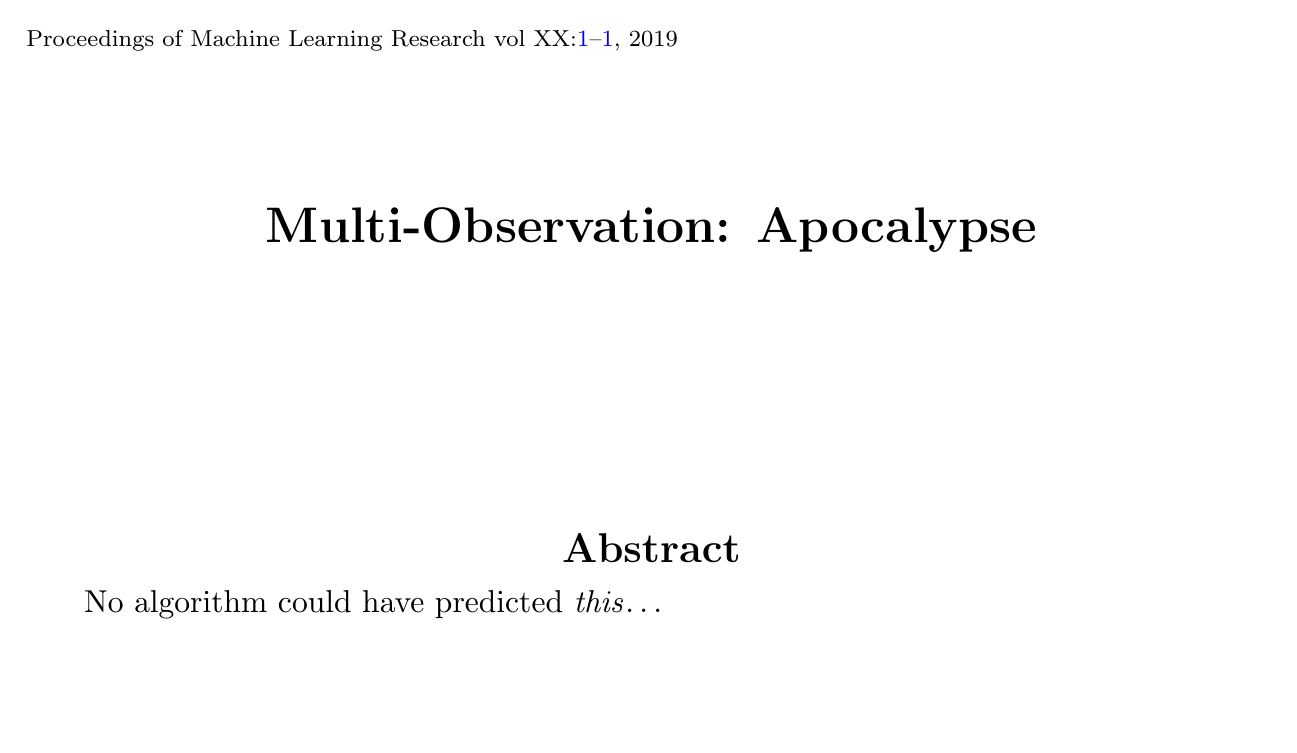 Proceedings of Machine Learning Research vol XX:1–1, 2019
Multi-Observation: Apocalypse
Abstract
No algorithm could have predicted this…